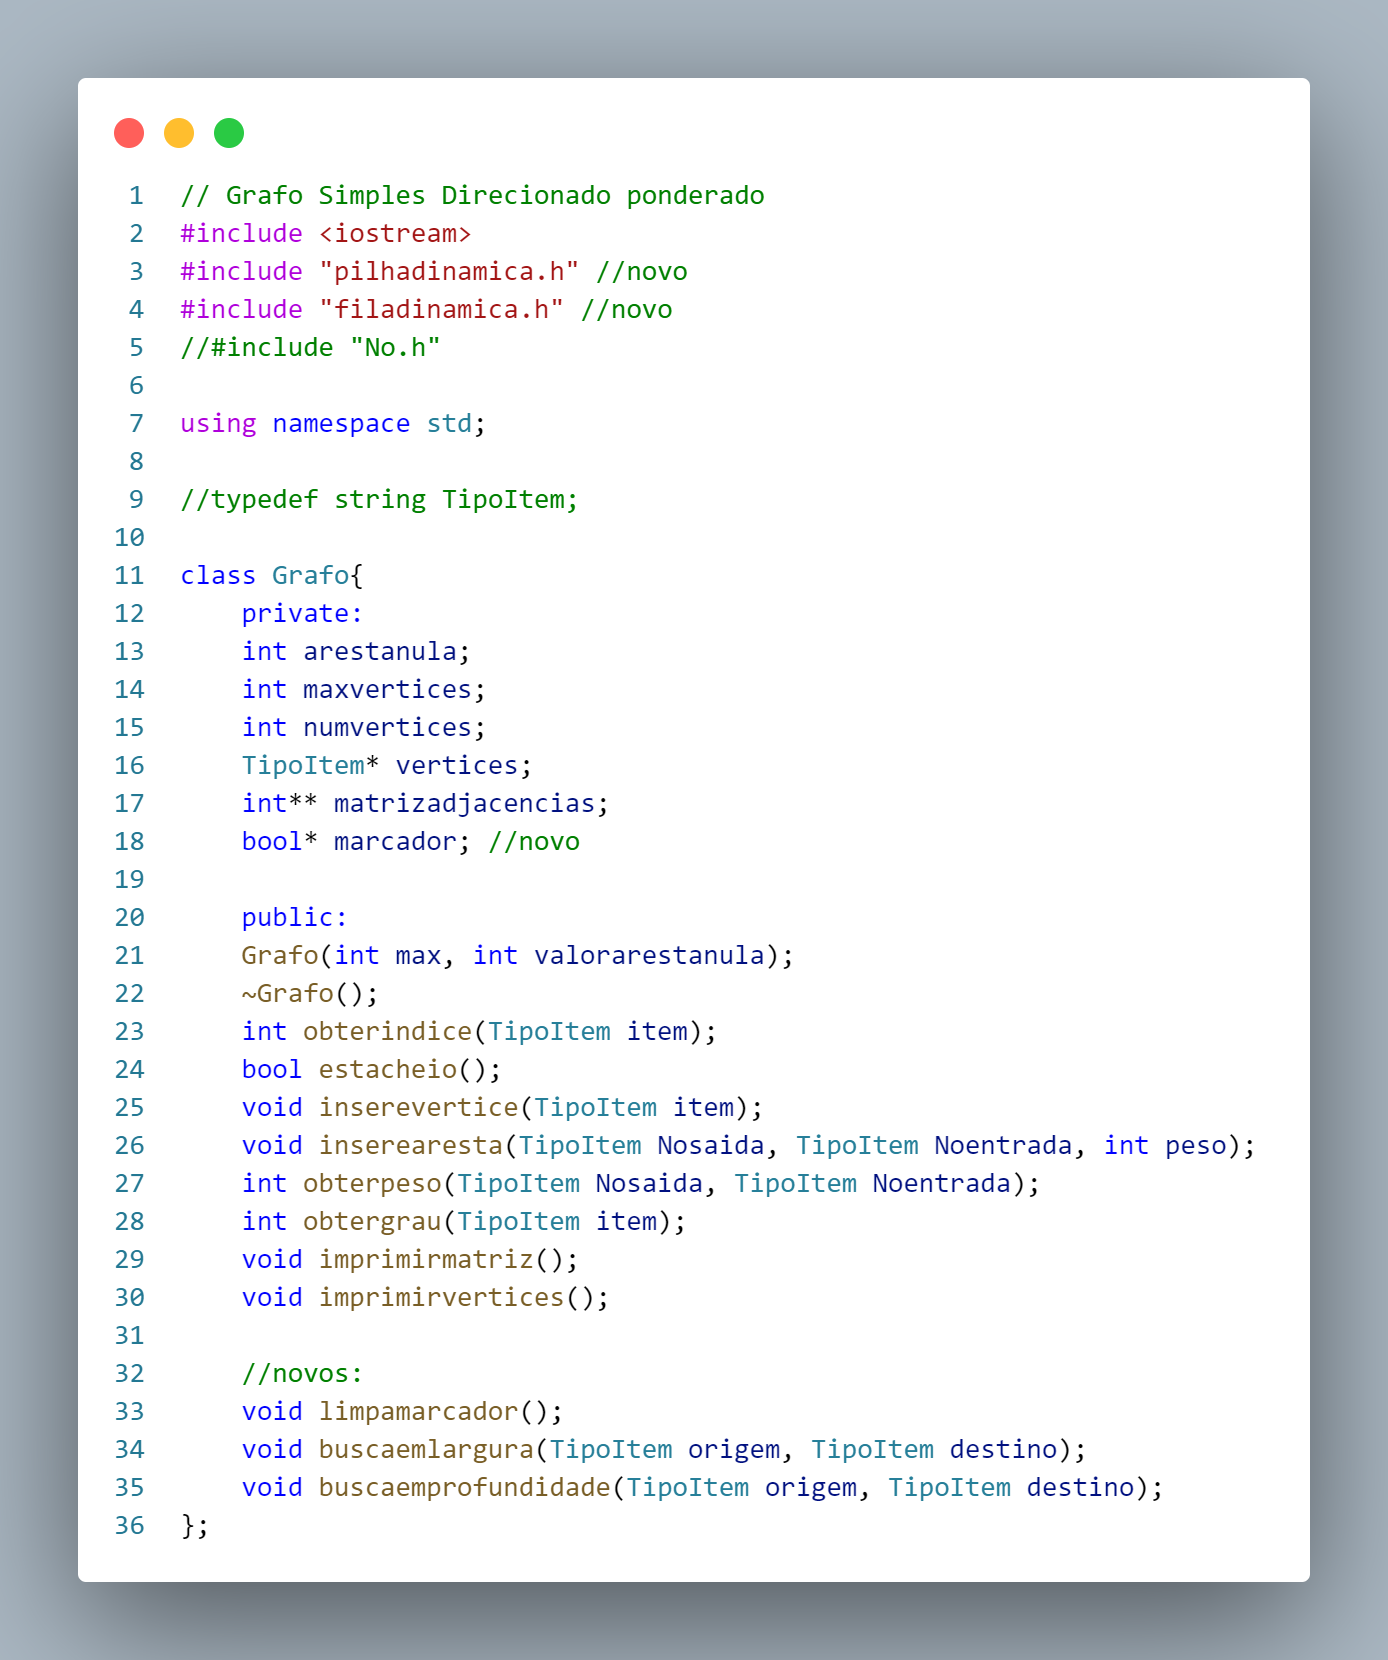 1 // Grafo Simples Direcionado ponderado
2 #include <iostream>
3 #include "pilhadinamica.h" //novo
4 #include "filadinamica.h" //novo
5 //#include "No.h"
6
7 using namespace std;
8
9 //typedef string TipoItem;
10
11 class Grafo{
12     private:
13     int arestanula;
14     int maxvertices;
15     int numvertices;
16     TipoItem* vertices;
17     int** matrizadjacencias;
18     bool* marcador; //novo
19
20     public:
21     Grafo(int max, int valorarestanula);
22     ~Grafo();
23     int obterindice(TipoItem item);
24     bool estacheio();
25     void inserevertice(TipoItem item);
26     void inserearesta(TipoItem Nosaida, TipoItem Noentrada, int peso);
27     int obterpeso(TipoItem Nosaida, TipoItem Noentrada);
28     int obtergrau(TipoItem item);
29     void imprimirmatriz();
30     void imprimirvertices();
31
32     //novos:
33     void limpamarcador();
34     void buscaemlargura(TipoItem origem, TipoItem destino);
35     void buscaemprofundidade(TipoItem origem, TipoItem destino);
36 };